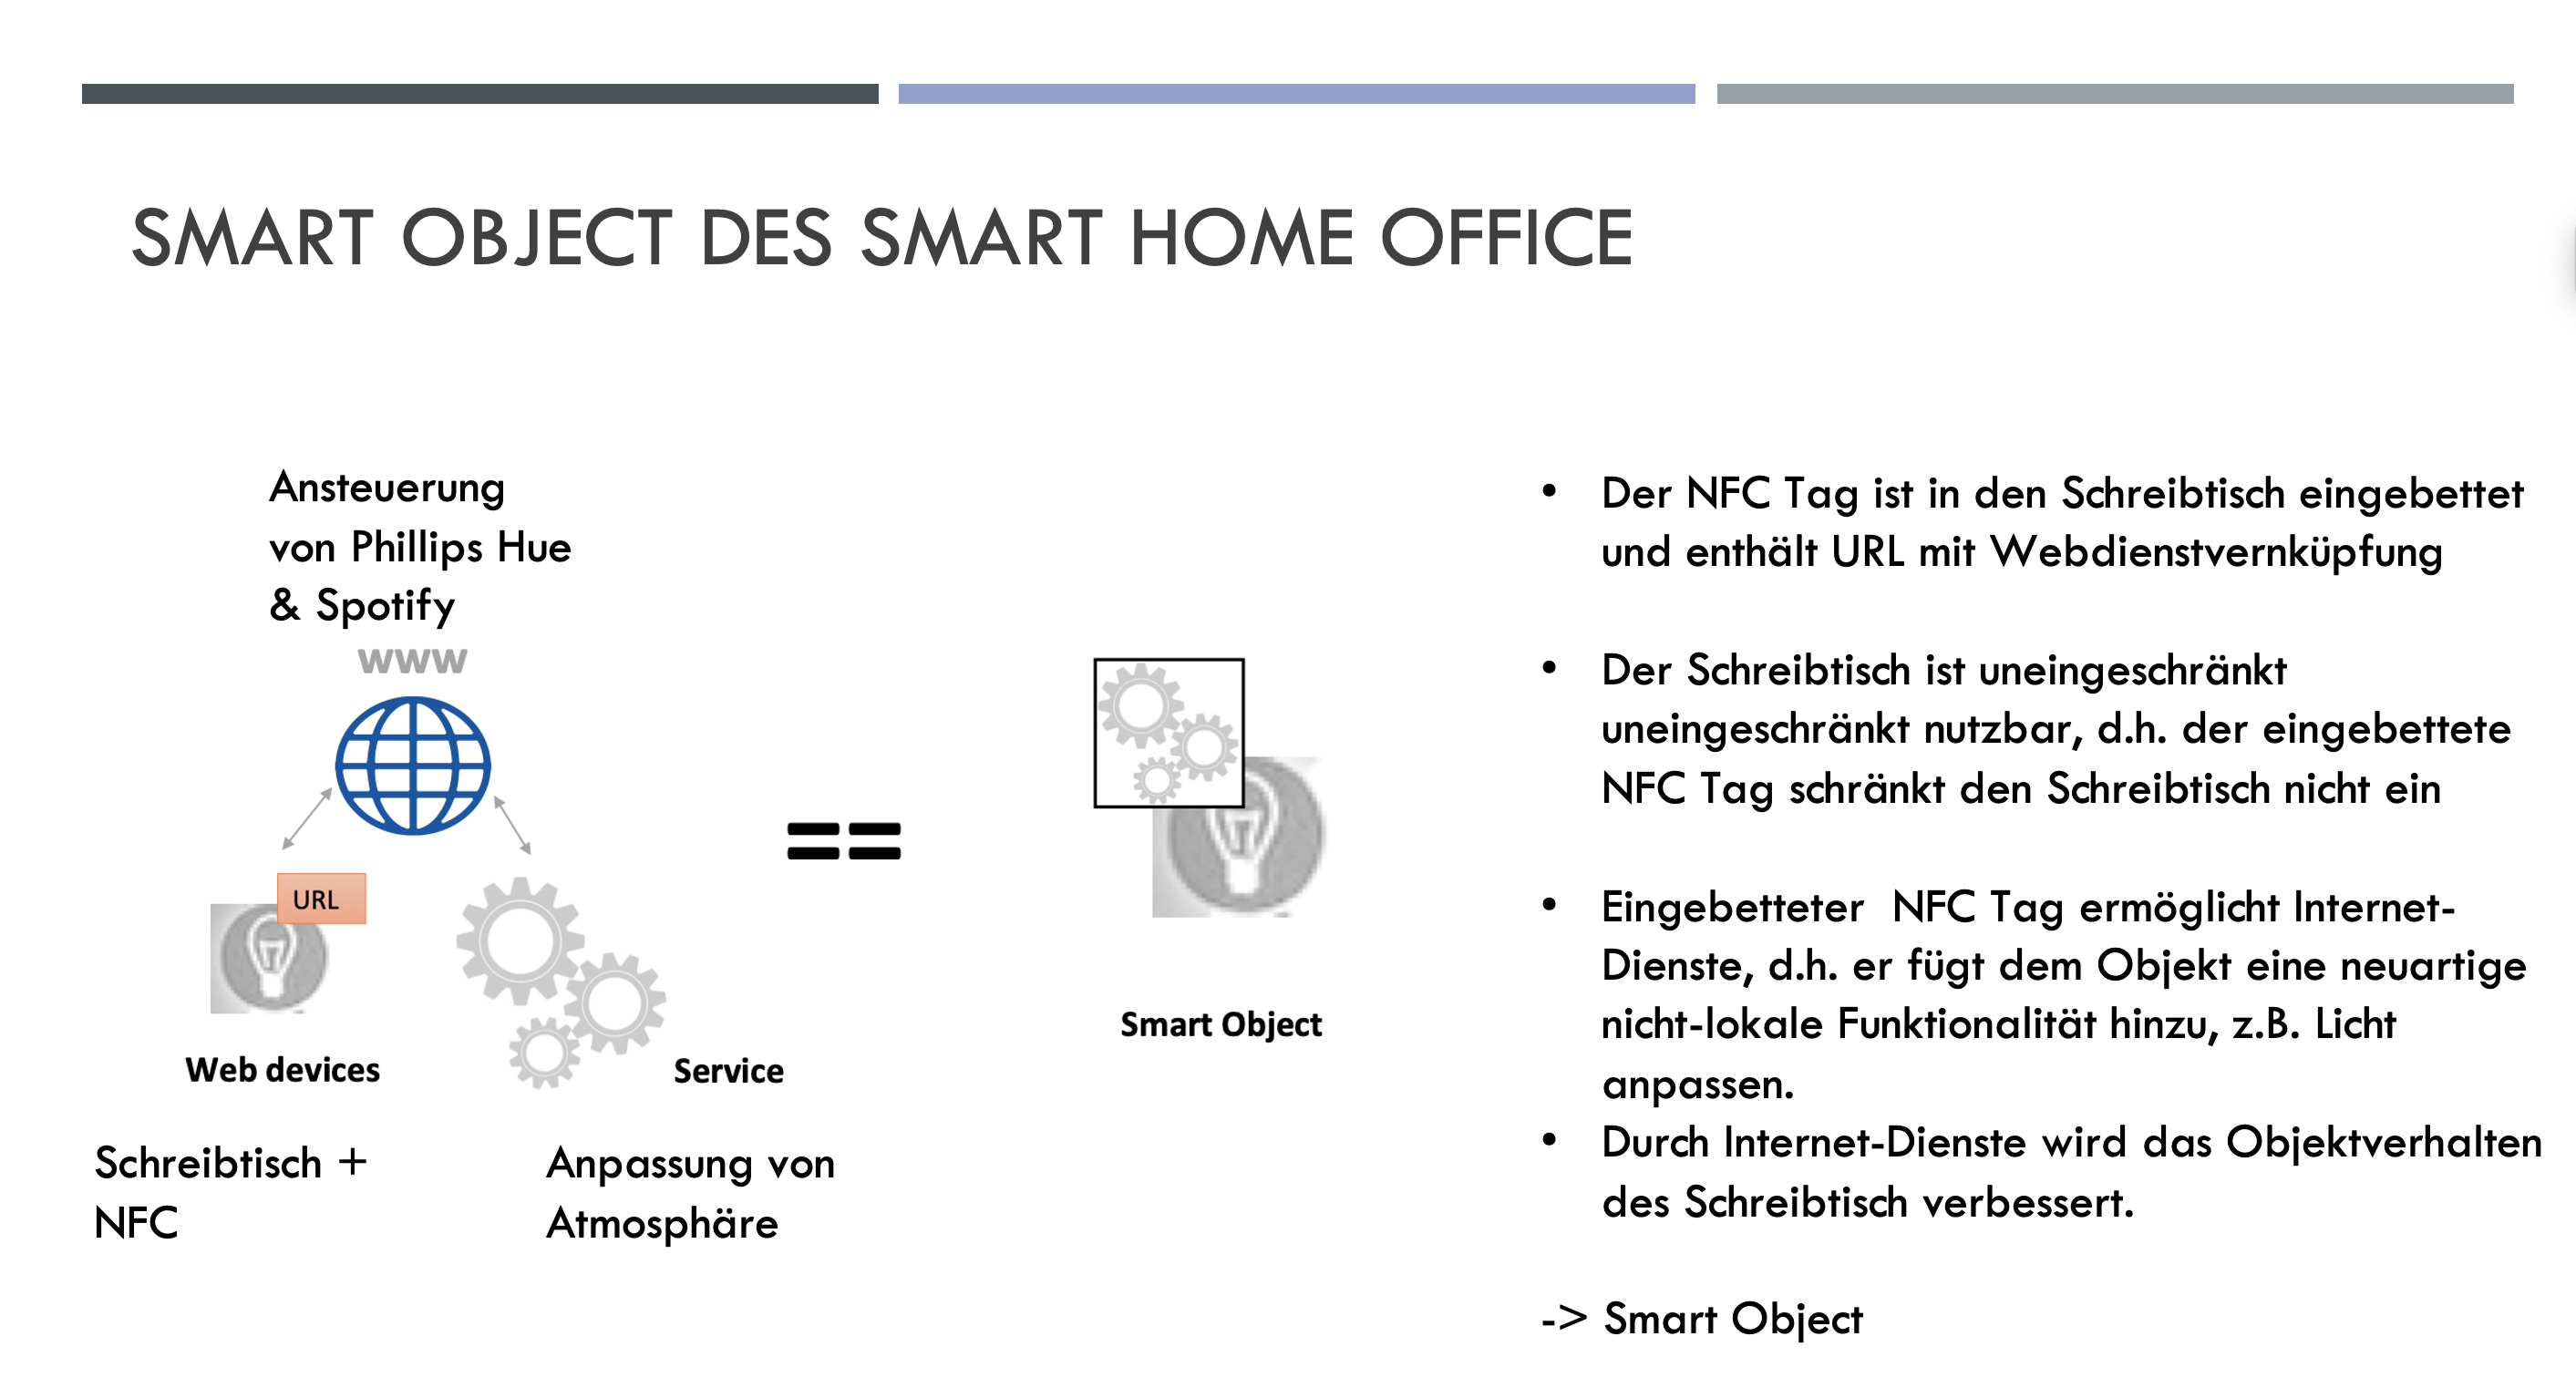 SMART OBJECT DES SMART HOME OFFICE
Ansteuerung
von Phillips Hue
& Spotify
www
URL
Web devices
Service
Schreibtisch +
NFC
Anpassung von
Atmosphäre
==
Smart Object
• Der NFC Tag ist in den Schreibtisch eingebettet
und enthält URL mit Webdienstvernküpfung
• Der Schreibtisch ist uneingeschränkt
uneingeschränkt nutzbar, d.h. der eingebettete
NFC Tag schränkt den Schreibtisch nicht ein
• Eingebetteter NFC Tag ermöglicht Internet-
Dienste, d.h. er fügt dem Objekt eine neuartige
nicht-lokale Funktionalität hinzu, z.B. Licht
anpassen.
• Durch Internet-Dienste wird das Objektverhalten
des Schreibtisch verbessert.
-> Smart Object